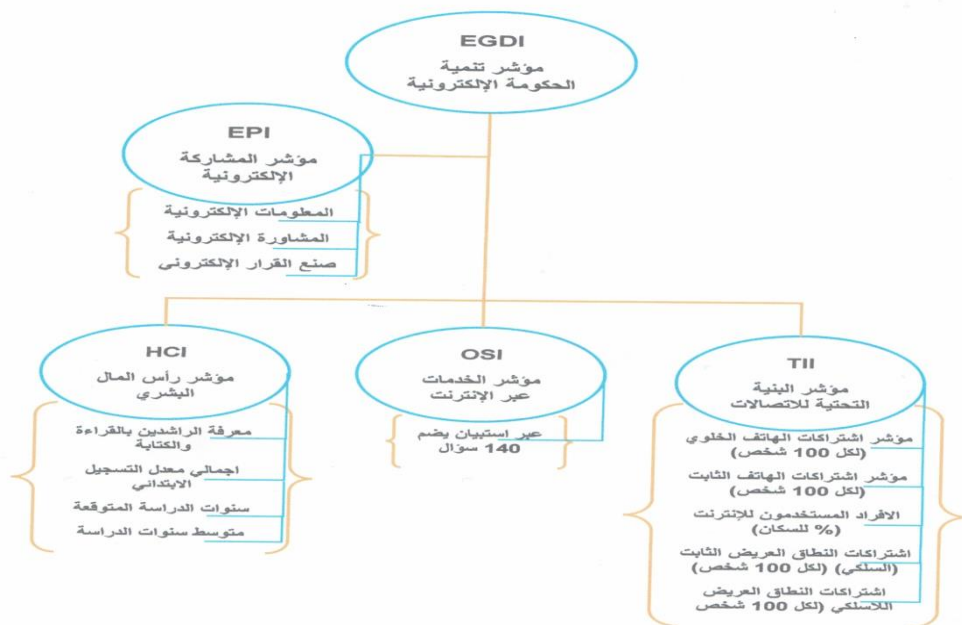 EGDI
مؤشر تنمية
الحكومة الإلكترونية
EPI
مؤشر المشاركة
الإلكترونية
المعلومات الإلكترونية
المشاورة الإلكترونية
صنع القرار الإلكتروني
HCI
مؤشر رأس المال
البشري
معرفة الراشدين بالقراءة
والكتابة
اجمالي معدل التسجيل
الابتدائي
سنوات الدراسة المتوقعة
متوسط سنوات الدراسة
OSI
مؤشر الخدمات
عبر الإنترنت
عبر استبيان يضم
140 سؤال
TII
مؤشر البنية
التحتية للاتصالات
مؤشر اشتراكات الهاتف الخلوي
(لكل 100 شخص)
مؤشر اشتراكات الهاتف الثابت
(لكل 100 شخص)
الافراد المستخدمون للإنترنت
(% للسكان)
اشتراكات النطاق العريض الثابت
(السلكي) (لكل 100 شخص)
اشتراكات النطاق العريض
اللاسلكي (لكل 100 شخص